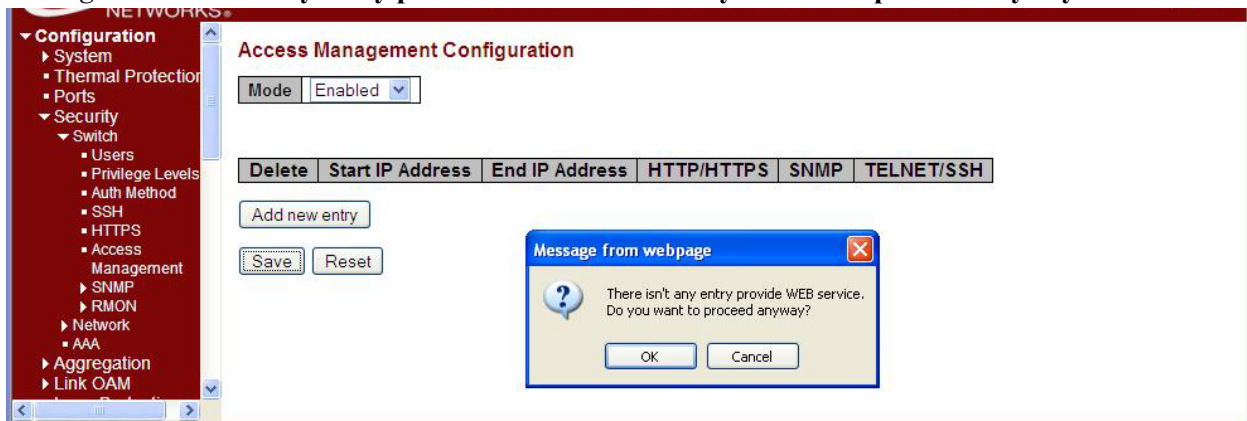 NETWORKS®
Configuration
System
Thermal Protection
Ports
Security
Switch
Users
Privilege Levels
Auth Method
SSH
HTTPS
Access
Management
SNMP
RMON
Network
AAA
Aggregation
Link OAM
Access Management Configuration
Mode Enabled
Delete Start IP Address End IP Address HTTP/HTTPS SNMP TELNET/SSH
Add new entry
Save Reset
Message from webpage
There isn't any entry provide WEB service.
Do you want to proceed anyway?
OK Cancel